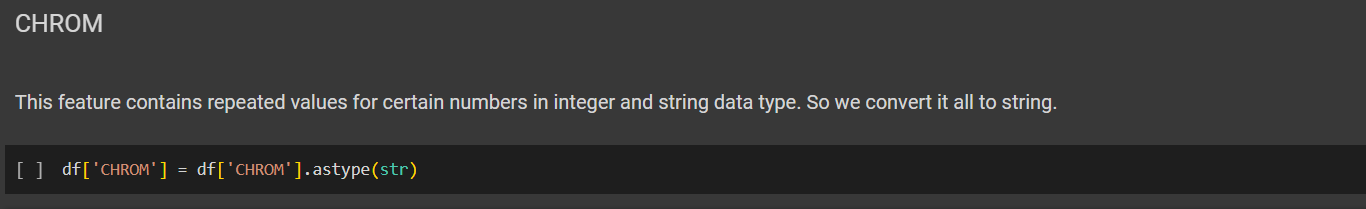 CHROM
This feature contains repeated values for certain numbers in integer and string data type. So we convert it all to string.
[ ] df['CHROM'] = df['CHROM'].astype(str)